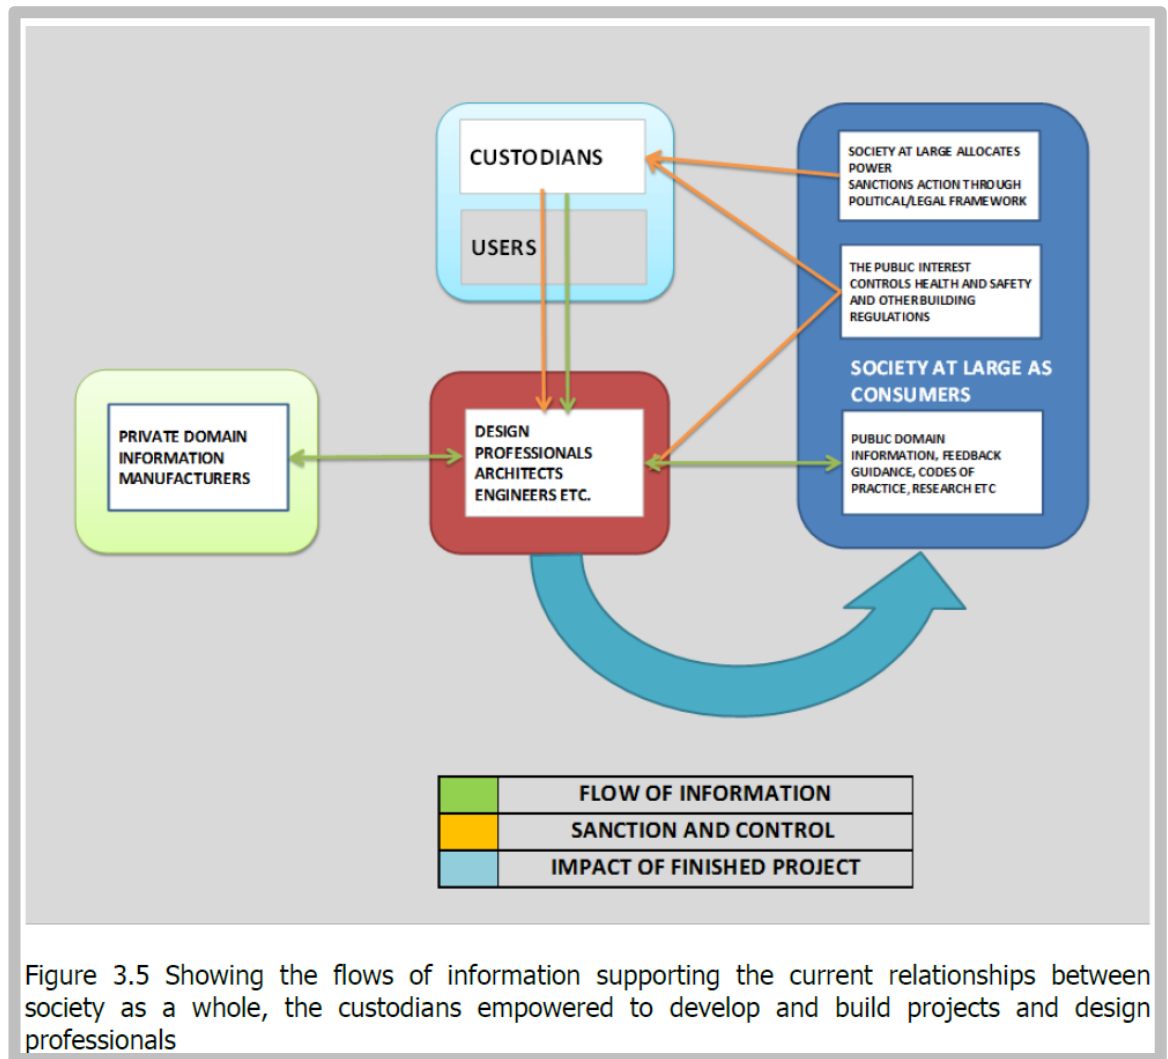 CUSTODIANS
USERS
SOCIETY AT LARGE ALLOCATES
POWER
SANCTIONS ACTION THROUGH
POLITICAL/LEGAL FRAMEWORK
THE PUBLIC INTEREST
CONTROLS HEALTH AND SAFETY
AND OTHERBUILDING
REGULATIONS
SOCIETY AT LARGE AS
CONSUMERS
PRIVATE DOMAIN
INFORMATION
MANUFACTURERS
DESIGN
PROFESSIONALS
ARCHITECTS
ENGINEERS ETC.
PUBLIC DOMAIN
INFORMATION, FEEDBACK
GUIDANCE, CODES OF
PRACTICE, RESEARCH ETC
FLOW OF INFORMATION
SANCTION AND CONTROL
IMPACT OF FINISHED PROJECT
Figure 3.5 Showing the flows of information supporting the current relationships between
society as a whole, the custodians empowered to develop and build projects and design
professionals